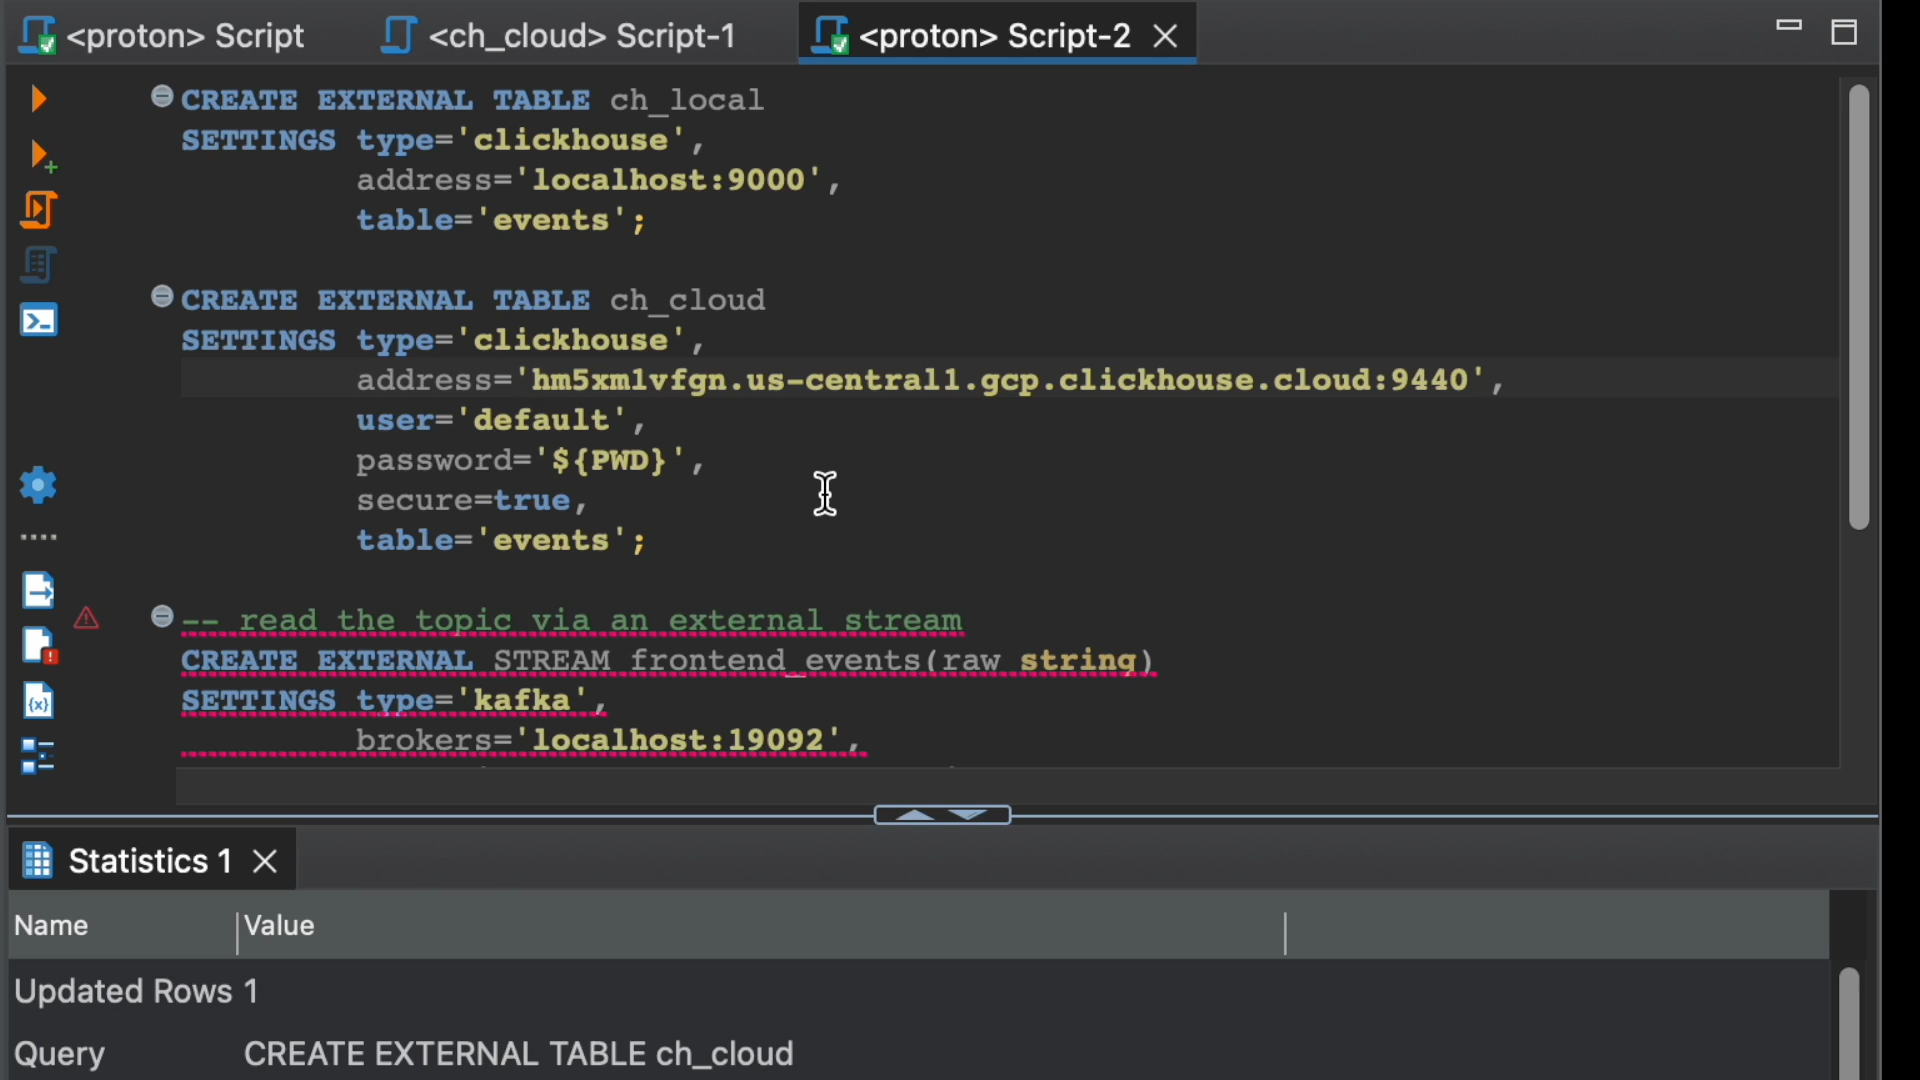 <proton> Script
<ch_cloud> Script-1
<proton> Script-2
CREATE EXTERNAL TABLE ch_local
SETTINGS type='clickhouse',
address='localhost:9000',
table='events';
CREATE EXTERNAL TABLE ch_cloud
SETTINGS type='clickhouse',
address='hm5xm1vfgn.us-central1.gcp.clickhouse.cloud:9440',
user='default',
password='${PWD}',
secure=true,
table='events';
-- read the topic via an external stream
CREATE EXTERNAL STREAM frontend_events(raw string)
SETTINGS type='kafka',
brokers='localhost:19092',
Statistics 1
Name Value
Updated Rows 1
Query CREATE EXTERNAL TABLE ch_cloud